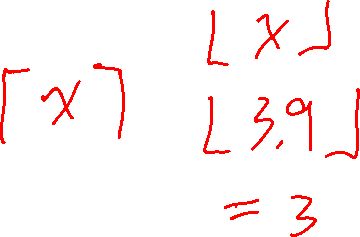 ⌊x⌋
⌈x⌉
⌊3.9⌋
= 3